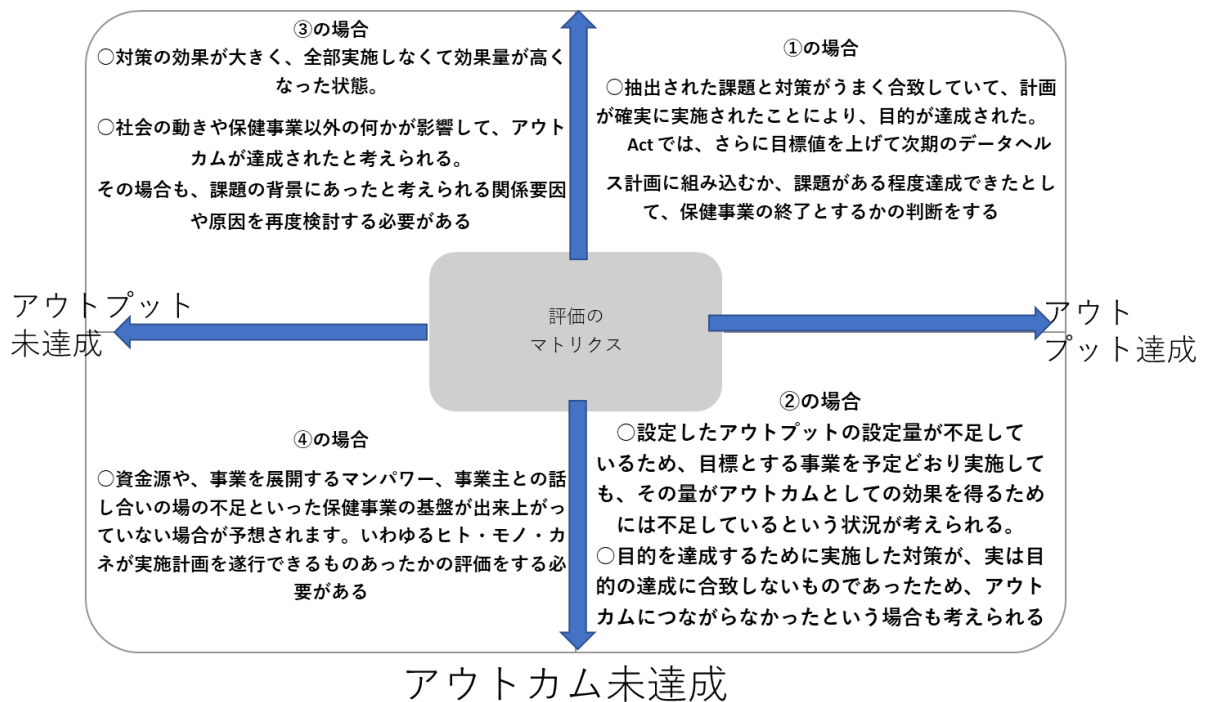 ③の場合
○対策の効果が大きく、全部実施しなくて効果量が高く
なった状態。
○社会の動きや保健事業以外の何かが影響して、アウト
カムが達成されたと考えられる。
その場合も、課題の背景にあったと考えられる関係要因
や原因を再度検討する必要がある
①の場合
○抽出された課題と対策がうまく合致していて、計画
が確実に実施されたことにより、目的が達成された。
Act では、さらに目標値を上げて次期のデータヘル
ス計画に組み込むか、課題がある程度達成できたとし
て、保健事業の終了とするかの判断をする
アウトプット
未達成
評価の
マトリクス
アウト
プット達成
④の場合
○資金源や、事業を展開するマンパワー、事業主との話
し合いの場の不足といった保健事業の基盤が出来上がっ
ていない場合が予想されます。いわゆるヒト・モノ・カ
ネが実施計画を遂行できるものあったかの評価をする必
要がある
②の場合
○設定したアウトプットの設定量が不足して
いるため、目標とする事業を予定どおり実施して
も、その量がアウトカムとしての効果を得るため
には不足しているという状況が考えられる。
○目的を達成するために実施した対策が、実は目
的の達成に合致しないものであったため、アウト
カムにつながらなかったという場合も考えられる
アウトカム未達成